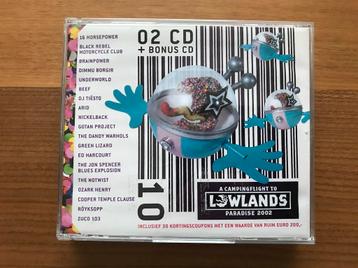 16 HORSEPOWER
BLACK REBEL
MOTORCYCLE CLUB
BRAINPOWER
DIMMU BORGIR
UNDERWORLD
BEEF
DJ TIËSTO
ARID
NICKELBACK
GOTAN PROJECT
THE DANDY WARHOLS
GREEN LIZARD
ED HARCOURT
THE JON SPENCER
BLUES EXPLOSION
THE NOTWIST
OZARK HENRY
COOPER TEMPLE CLAUSE
RÖYKSOPP
ZUCO 103
02 CD
+ BONUS CD
10
A CAMPINGFLIGHT TO
LOWLANDS
PARADISE 2002
INCLUSIEF 30 KORTINGSCOUPONS MET EEN WAARDE VAN RUIM EURO 200,-